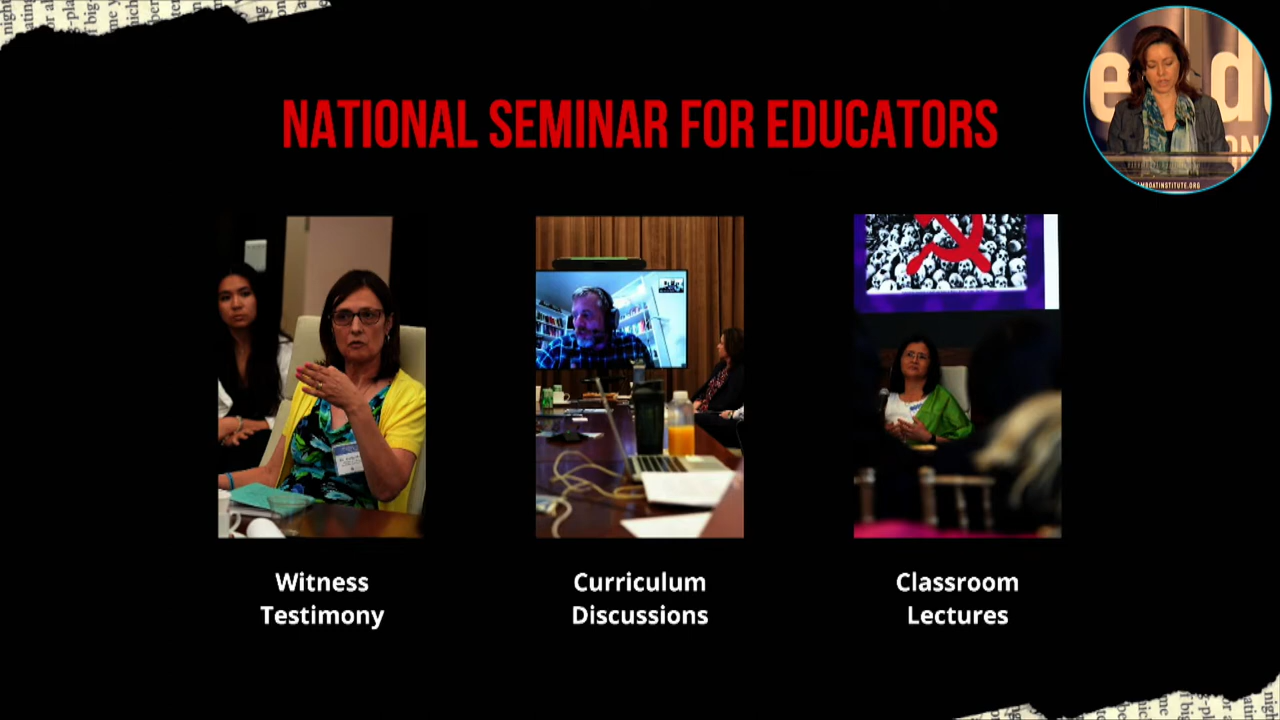 NATIONAL SEMINAR FOR EDUCATORS
Witness
Testimony
Curriculum
Discussions
Classroom
Lectures